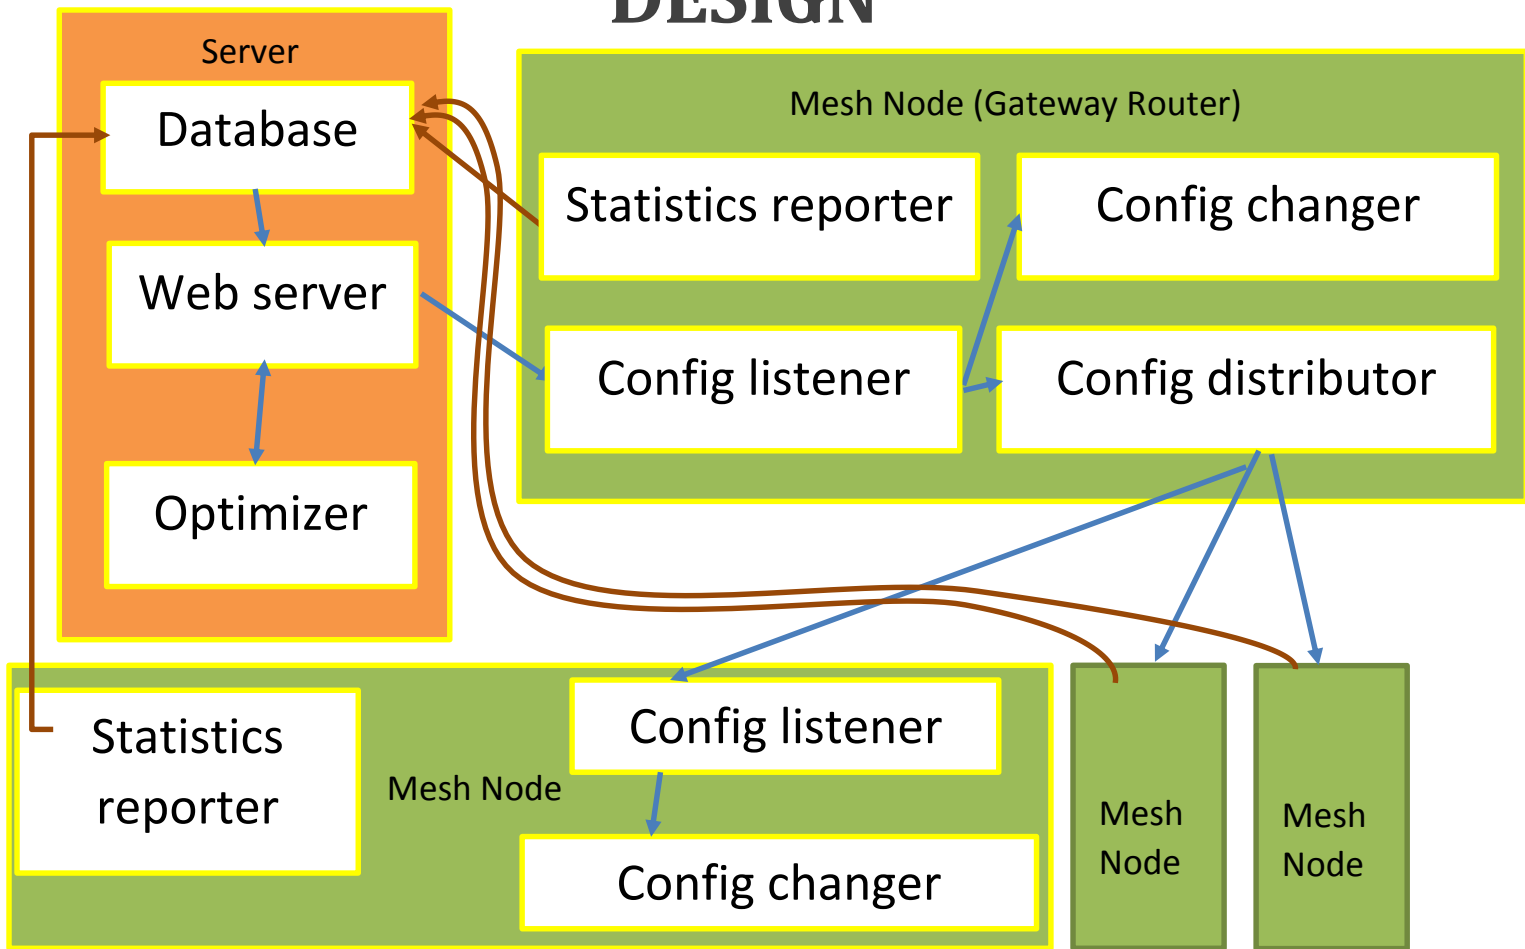 DESIGN
Server
Database
Web server
Optimizer
Mesh Node (Gateway Router)
Statistics reporter
Config changer
Config listener
Config distributor
Statistics
reporter
Mesh Node
Config listener
Config changer
Mesh
Node
Mesh
Node